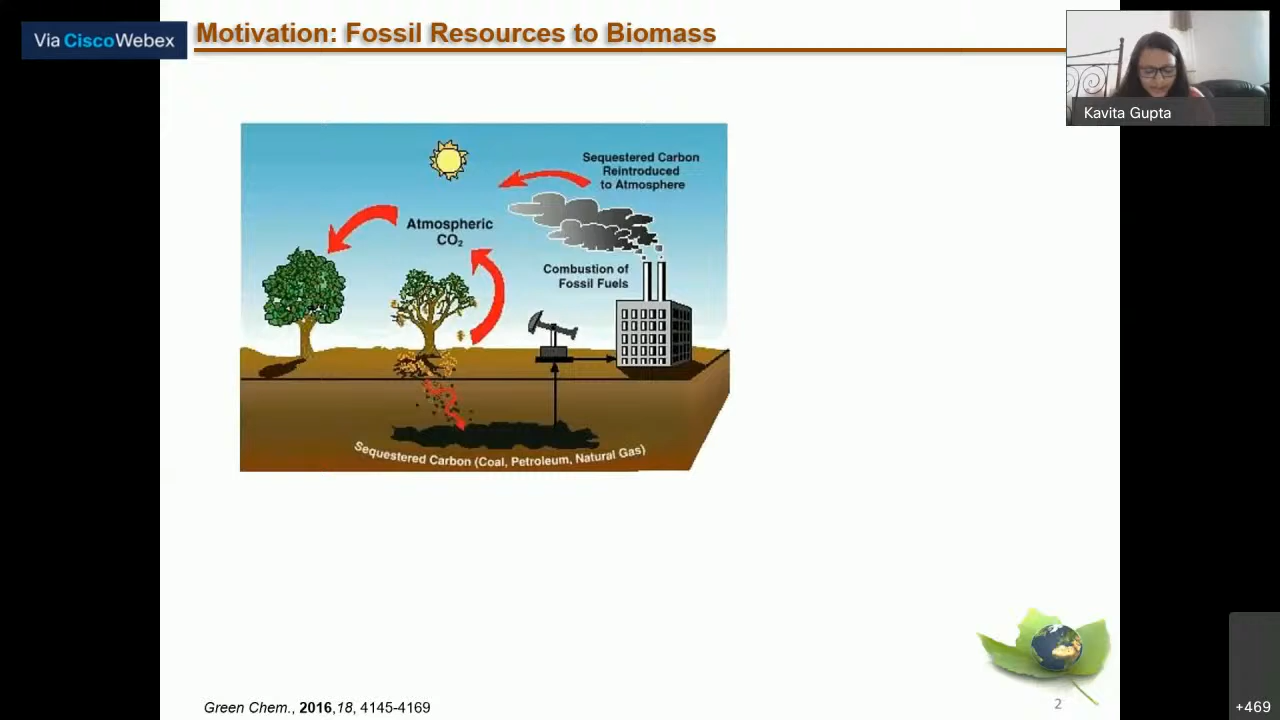 Via CiscoWebex
Motivation: Fossil Resources to Biomass
Kavita Gupta
Sequestered Carbon
Reintroduced
to Atmosphere
Atmospheric
CO₂
Combustion of
Fossil Fuels
Sequestered Carbon (Coal, Petroleum, Natural Gas)
Green Chem., 2016,18, 4145-4169
2
+469